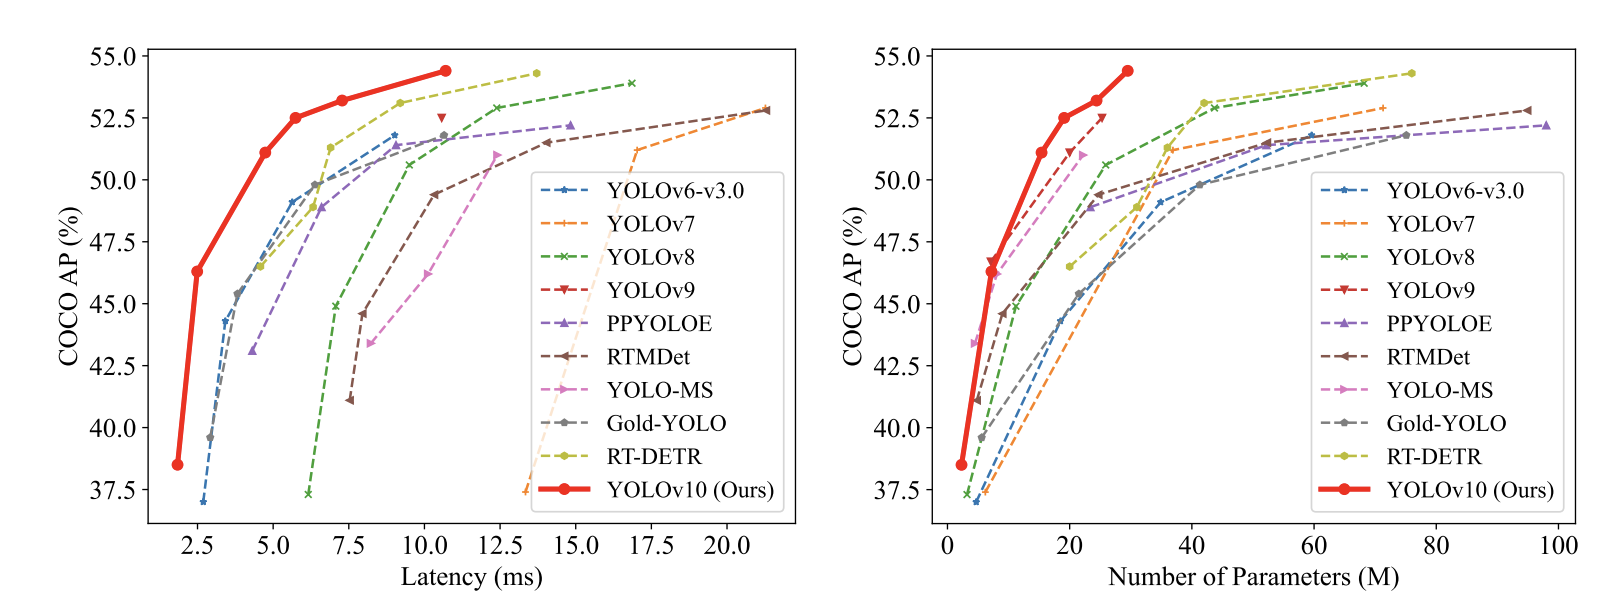 COCO AP (%)
55.0
52.5
50.0
47.5
45.0
42.5
40.0
37.5
YOLOv6-v3.0
YOLOv7
YOLOv8
YOLOv9
PPYOLOE
RTMDet
YOLO-MS
Gold-YOLO
RT-DETR
YOLOv10 (Ours)
2.5 5.0 7.5 10.0 12.5 15.0 17.5 20.0
Latency (ms)
COCO AP (%)
55.0
52.5
50.0
47.5
45.0
42.5
40.0
37.5
YOLOv6-v3.0
YOLOv7
YOLOv8
YOLOv9
PPYOLOE
RTMDet
YOLO-MS
Gold-YOLO
RT-DETR
YOLOv10 (Ours)
0 20 40 60 80 100
Number of Parameters (M)